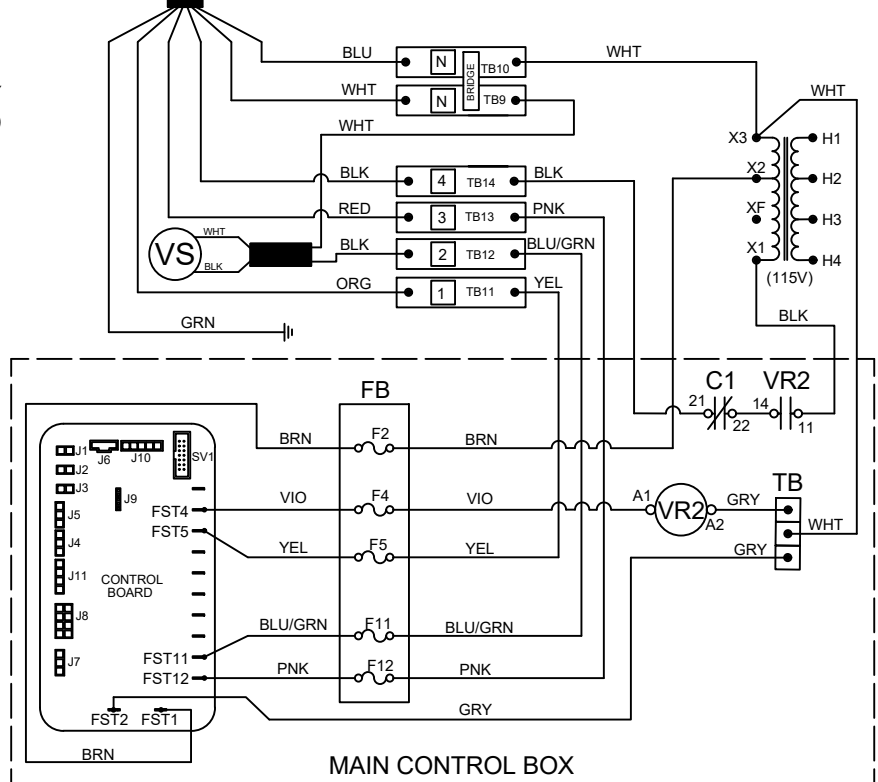 BLU N TB10 WHT
BRIDGE
WHT N TB9 WHT
WHT
X3 H1
BLK 4 TB14 BLK X2 H2
RED 3 TB13 PNK XF H3
WHT
VS BLK 2 TB12 BLU/GRN X1 H4
BLK
(115V)
ORG 1 TB11 YEL
GRN BLK
FB C1 VR2
21 22 14 11
BRN F2 BRN
J1 J6 J10 SV1
J2
J3 J9
TB
VIO F4 VIO A1 VR2 A2 GRY
J5 FST4
WHT
J4 FST5
YEL F5 YEL GRY
J11 CONTROL
BOARD
J8
BLU/GRN F11 BLU/GRN
J7 FST11
FST12 PNK F12 PNK
GRY
FST2 FST1
BRN
MAIN CONTROL BOX